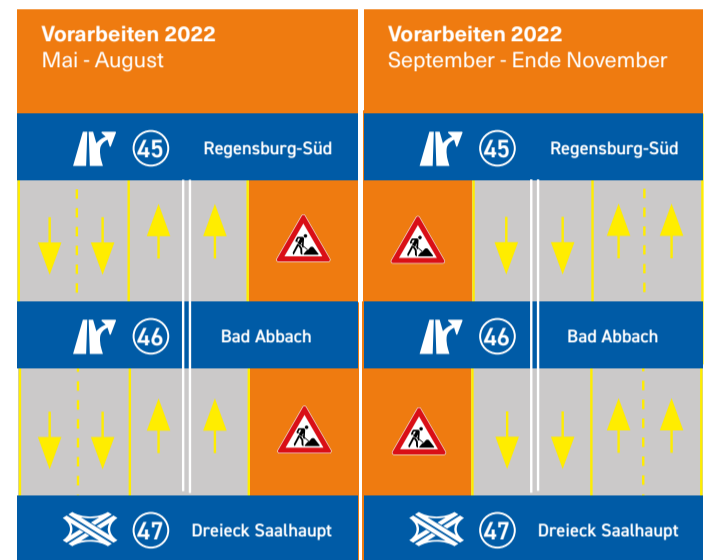 Vorarbeiten 2022
Mai - August
45 Regensburg-Süd
46 Bad Abbach
47 Dreieck Saalhaupt
Vorarbeiten 2022
September - Ende November
45 Regensburg-Süd
46 Bad Abbach
47 Dreieck Saalhaupt